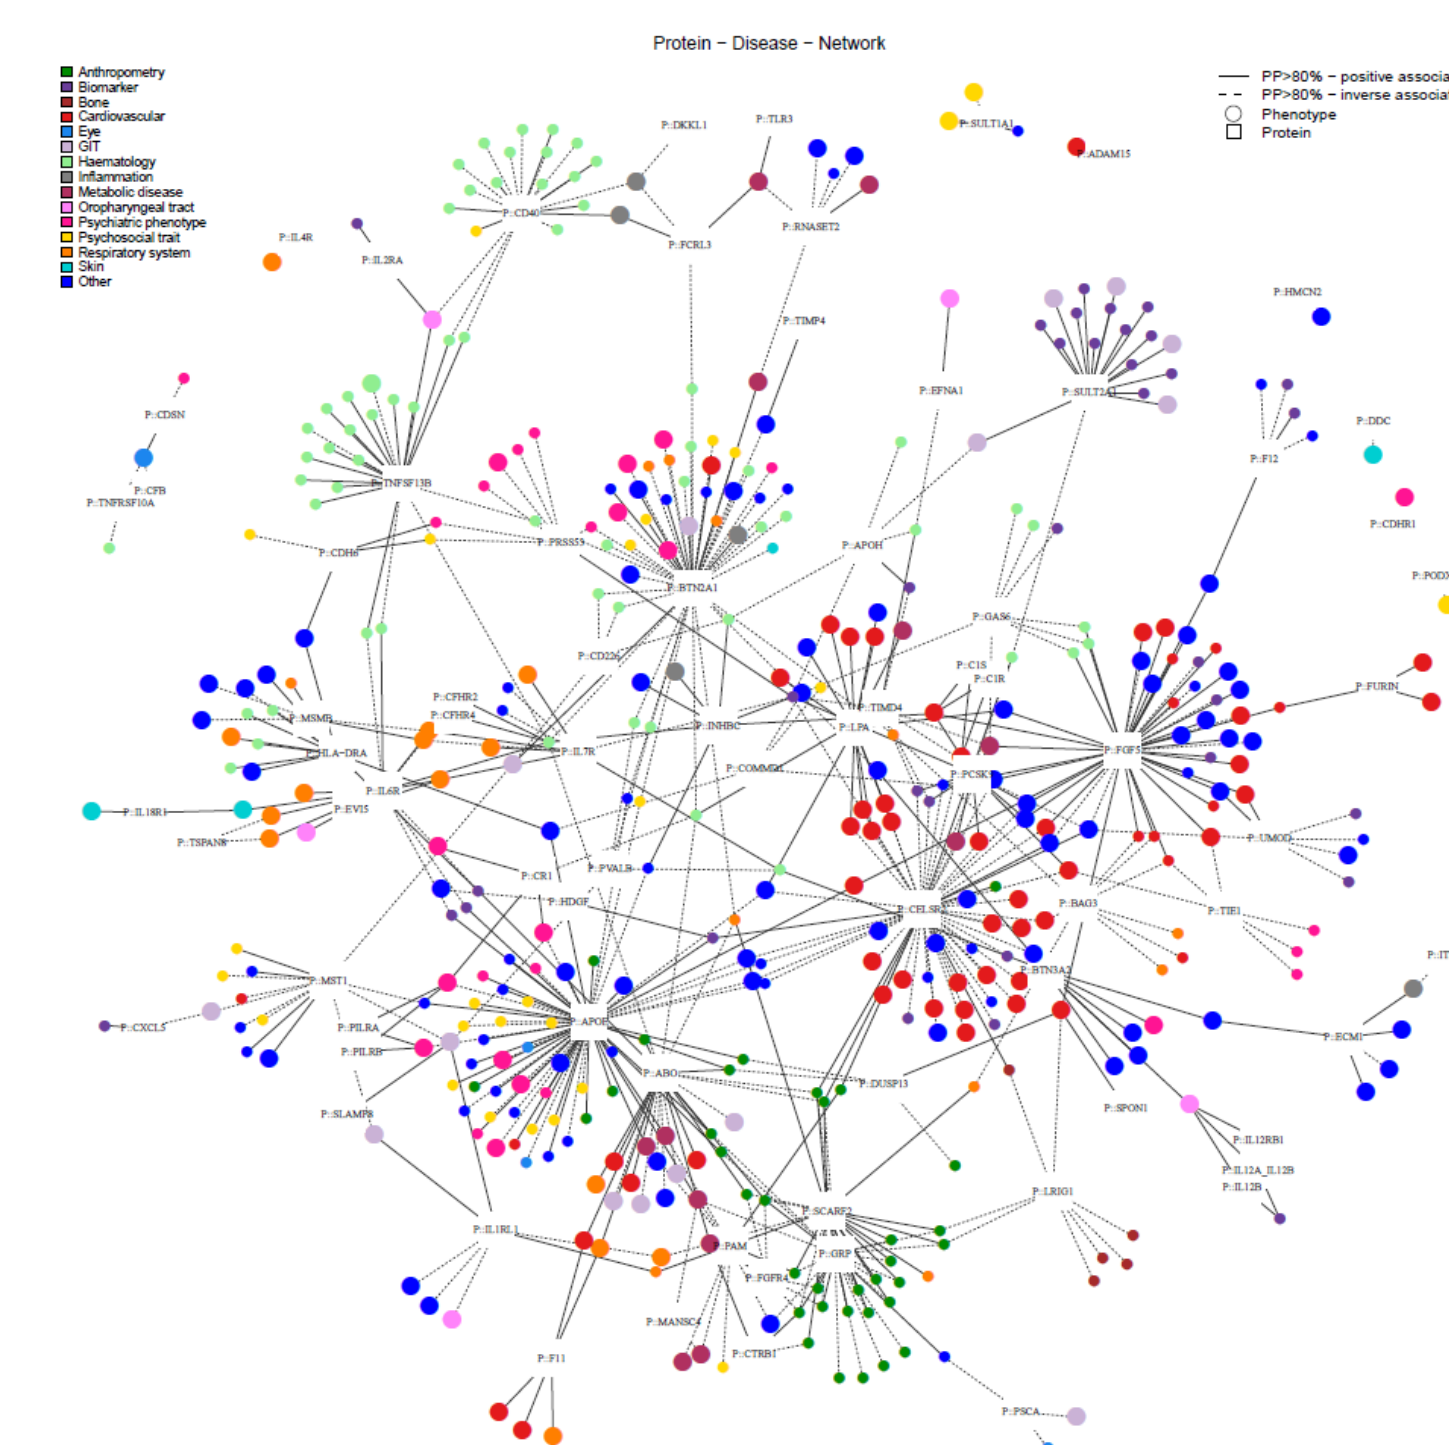 Protein − Disease − Network
Anthropometry
Biomarker
Bone
Cardiovascular
Eye
GIT
Haematology
Inflammation
Metabolic disease
Oropharyngeal tract
Psychiatric phenotype
Psychosocial trait
Respiratory system
Skin
Other
PP>80% − positive associa
PP>80% − inverse associa
Phenotype
Protein
P::SULT1A1
P::DKKL1
P::TLR3
P::ADAM15
P::CD40
P::RNASET2
P::IL4R
P::FCRL3
P::IL2RA
P::HMCN2
P::TIMP4
P::EFNA1
P::SULT2A1
P::CDSN
P::DDC
P::F12
P::TNFSF13B
P::CFB
P::TNFRSF10A
P::CDHR1
P::PRSS53
P::APOH
P::CDH6
P::PODX
P::BTN2A1
P::GAS6
P::CD226
P::C1S
P::C1R
P::FURIN
P::CFHR2
P::TIMD4
P::CFHR4
P::MSMB
P::INHBC
P::LPA
P::HLA−DRA
P::IL7R
P::FGF5
P::COMMD1
P::PCSK9
P::IL6R
P::EVI5
P::IL18R1
P::TSPAN8
P::UMOD
P::PVALB
P::CR1
P::HDGF
P::CELSR2
P::BAG3
P::TIE1
P::IT
P::BTN3A2
P::MST1
P::CXCL5
P::PILRA
P::APOE
P::ECM1
P::PILRB
P::ABO
P::DUSP13
P::SPON1
P::SLAMF8
P::IL12RB1
P::IL12A_IL12B
P::IL12B
P::LRIG1
P::SCARF2
P::IL1RL1
P::PAM
P::GRP
P::FGFR4
P::MANSC4
P::CTRB1
P::F11
P::PSCA